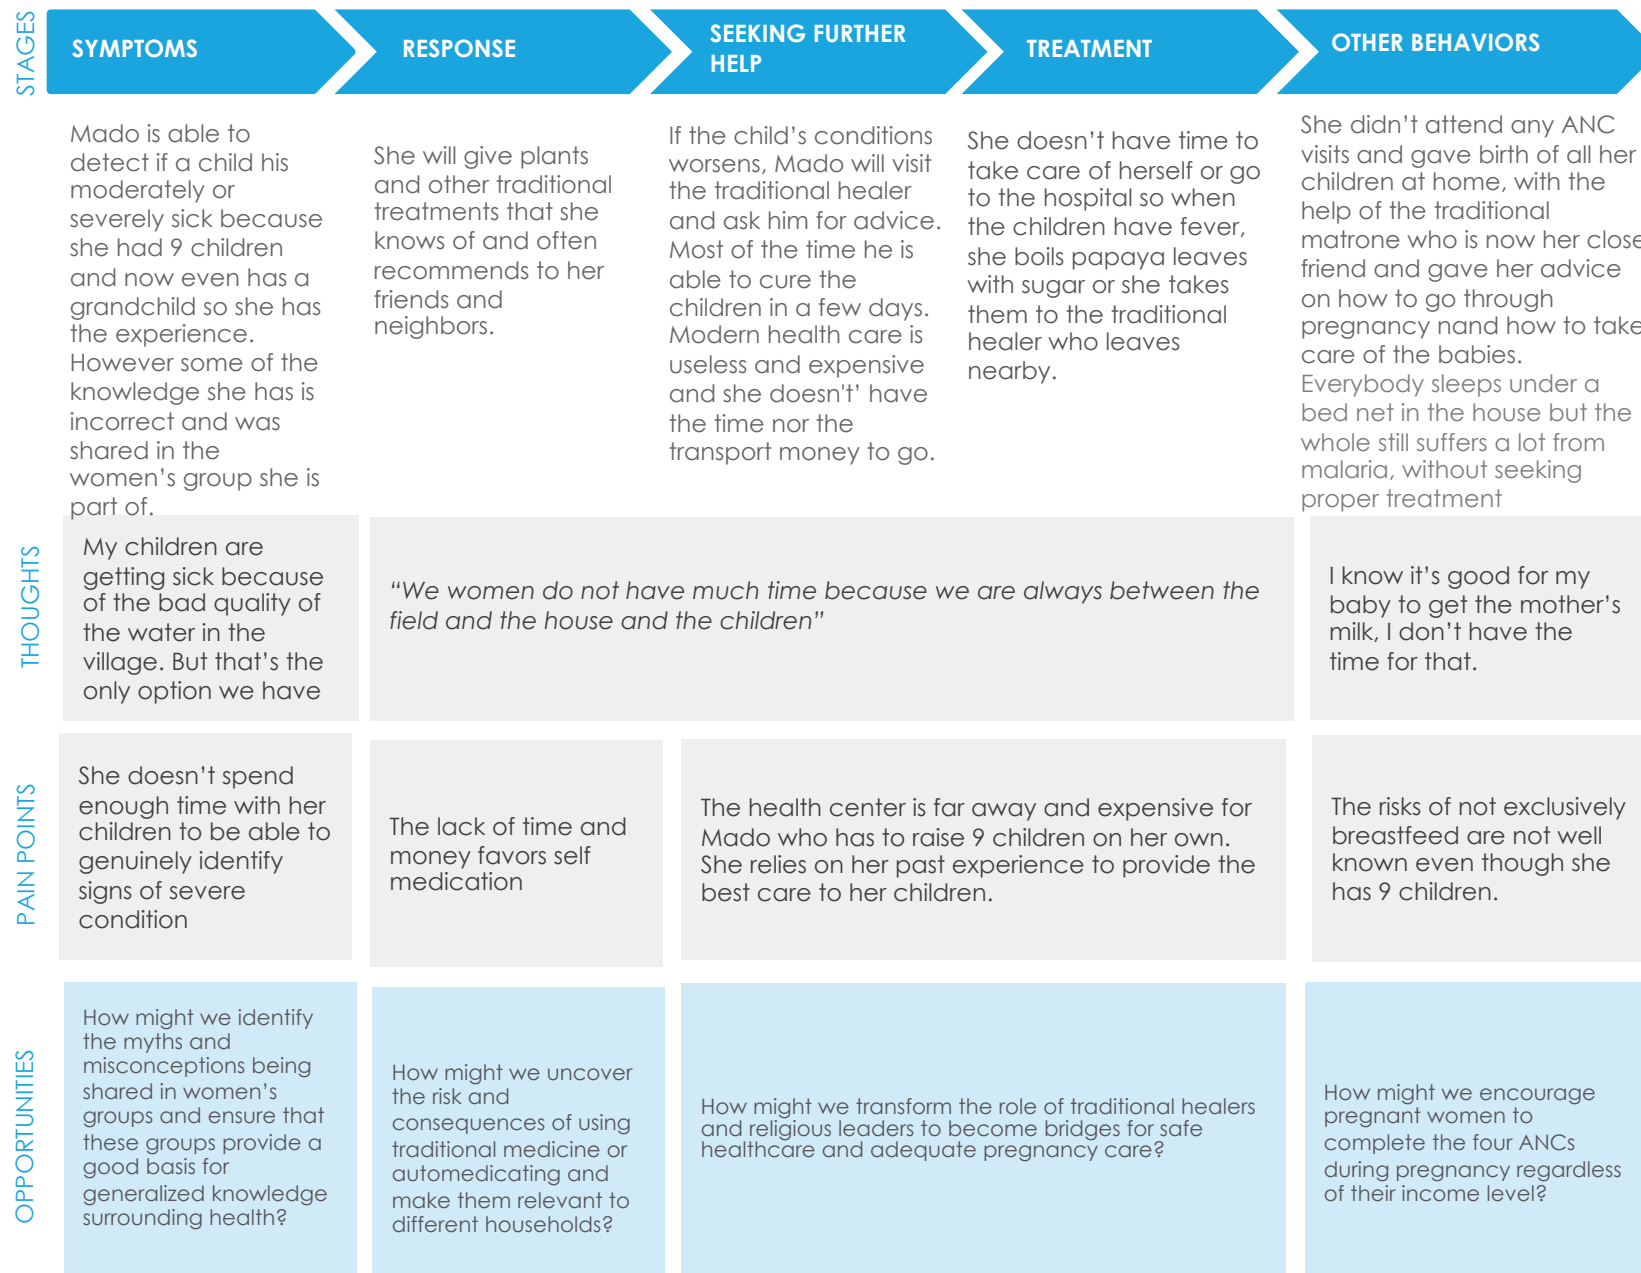 STAGES
SYMPTOMS
RESPONSE
SEEKING FURTHER
HELP
TREATMENT
OTHER BEHAVIORS
Mado is able to
detect if a child his
moderately or
severely sick because
she had 9 children
and now even has a
grandchild so she has
the experience.
However some of the
knowledge she has is
incorrect and was
shared in the
women's group she is
part of.
She will give plants
and other traditional
treatments that she
knows of and often
recommends to her
friends and
neighbors.
If the child's conditions
worsens, Mado will visit
the traditional healer
and ask him for advice.
Most of the time he is
able to cure the
children in a few days.
Modern health care is
useless and expensive
and she doesn't' have
the time nor the
transport money to go.
She doesn't have time to
take care of herself or go
to the hospital so when
the children have fever,
she boils papaya leaves
with sugar or she takes
them to the traditional
healer who leaves
nearby.
She didn't attend any ANC
visits and gave birth of all her
children at home, with the
help of the traditional
matrone who is now her close
friend and gave her advice
on how to go through
pregnancy nand how to take
care of the babies.
Everybody sleeps under a
bed net in the house but the
whole still suffers a lot from
malaria, without seeking
proper treatment
THOUGHTS
My children are
getting sick because
of the bad quality of
the water in the
village. But that's the
only option we have
"We women do not have much time because we are always between the
field and the house and the children"
I know it's good for my
baby to get the mother's
milk, I don't have the
time for that.
PAIN POINTS
She doesn't spend
enough time with her
children to be able to
genuinely identify
signs of severe
condition
The lack of time and
money favors self
medication
The health center is far away and expensive for
Mado who has to raise 9 children on her own.
She relies on her past experience to provide the
best care to her children.
The risks of not exclusively
breastfeed are not well
known even though she
has 9 children.
OPPORTUNITIES
How might we identify
the myths and
misconceptions being
shared in women's
groups and ensure that
these groups provide a
good basis for
generalized knowledge
surrounding health?
How might we uncover
the risk and
consequences of using
traditional medicine or
automedicating and
make them relevant to
different households?
How might we transform the role of traditional healers
and religious leaders to become bridges for safe
healthcare and adequate pregnancy care?
How might we encourage
pregnant women to
complete the four ANCs
during pregnancy regardless
of their income level?